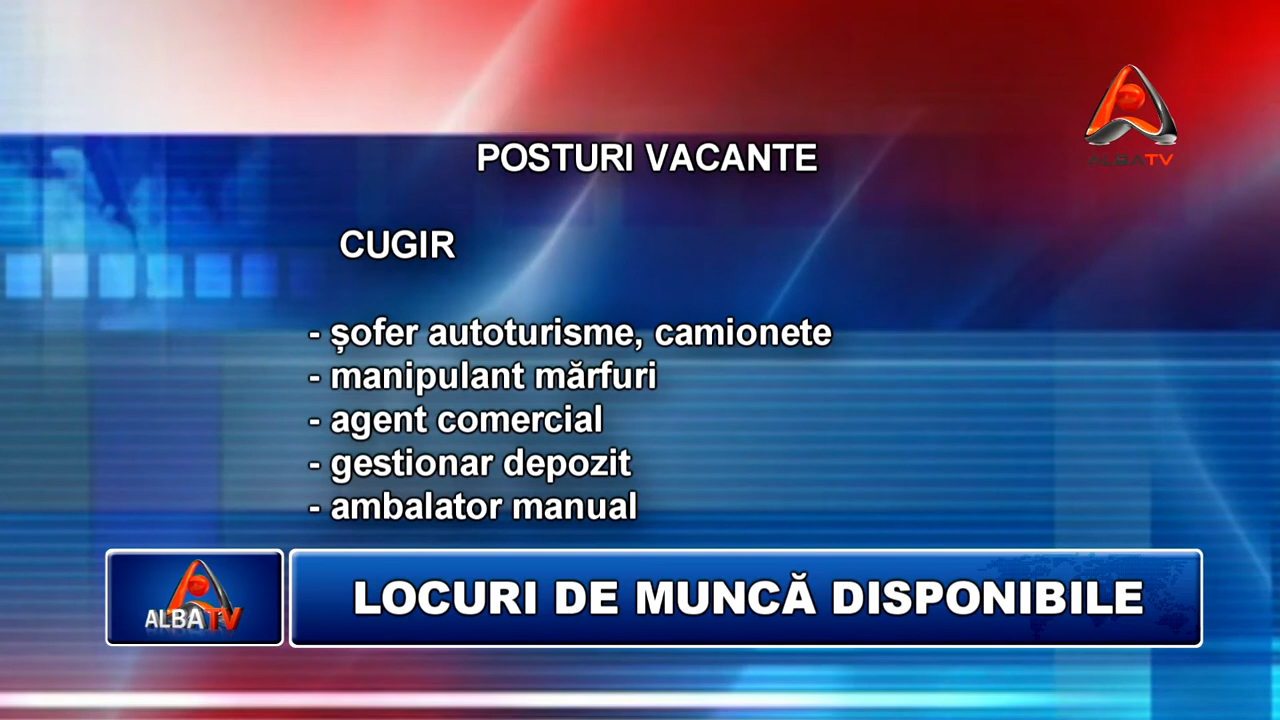 ALBATV
POSTURI VACANTE
CUGIR
- șofer autoturisme, camionete
- manipulant mărfuri
- agent comercial
- gestionar depozit
- ambalator manual
ALBATV
LOCURI DE MUNCĂ DISPONIBILE